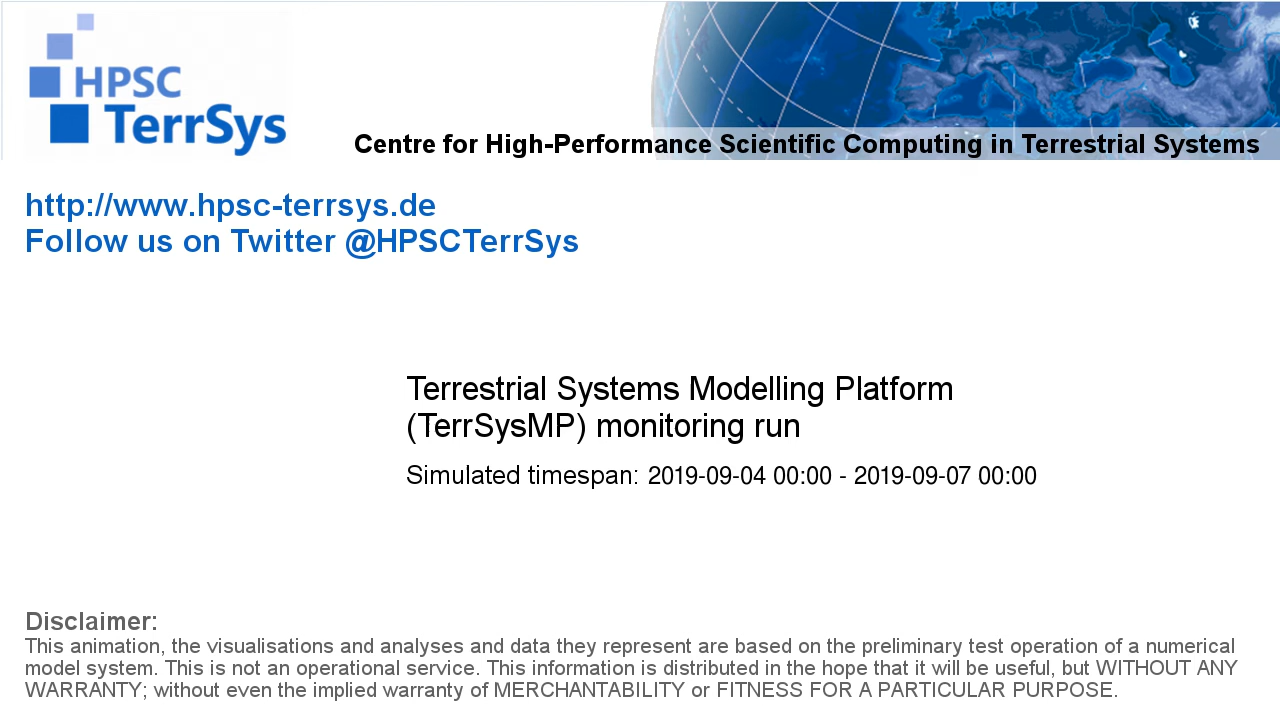 HPSC
TerrSys
Centre for High-Performance Scientific Computing in Terrestrial Systems
http://www.hpsc-terrsys.de
Follow us on Twitter @HPSCTerrSys
Terrestrial Systems Modelling Platform
(TerrSysMP) monitoring run
Simulated timespan: 2019-09-04 00:00 - 2019-09-07 00:00
Disclaimer:
This animation, the visualisations and analyses and data they represent are based on the preliminary test operation of a numerical
model system. This is not an operational service. This information is distributed in the hope that it will be useful, but WITHOUT ANY
WARRANTY; without even the implied warranty of MERCHANTABILITY or FITNESS FOR A PARTICULAR PURPOSE.